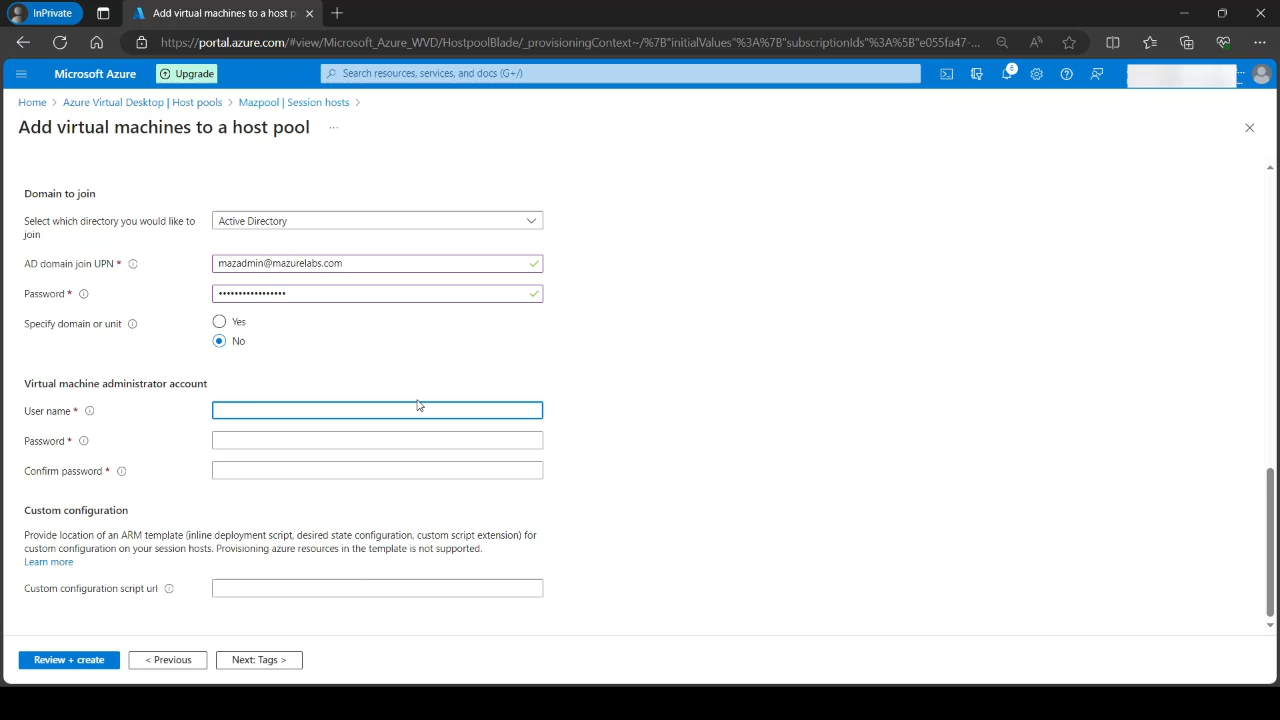 InPrivate
Add virtual machines to a host p
https://portal.azure.com/#view/Microsoft_Azure_WVD/HostpoolBlade/_provisioningContext~/%7B"initialValues"%3A%7B"subscriptionIds"%3A%5B"e055fa47-...
Microsoft Azure
Upgrade
Search resources, services, and docs (G+/)
6
Home > Azure Virtual Desktop | Host pools > Mazpool | Session hosts >
Add virtual machines to a host pool ...
Domain to join
Select which directory you would like to
join
Active Directory
AD domain join UPN *
mazadmin@mazurelabs.com
Password *
Specify domain or unit
Yes
No
Virtual machine administrator account
User name *
Password *
Confirm password *
Custom configuration
Provide location of an ARM template (inline deployment script, desired state configuration, custom script extension) for
custom configuration on your session hosts. Provisioning azure resources in the template is not supported.
Learn more
Custom configuration script url
Review + create
< Previous
Next: Tags >